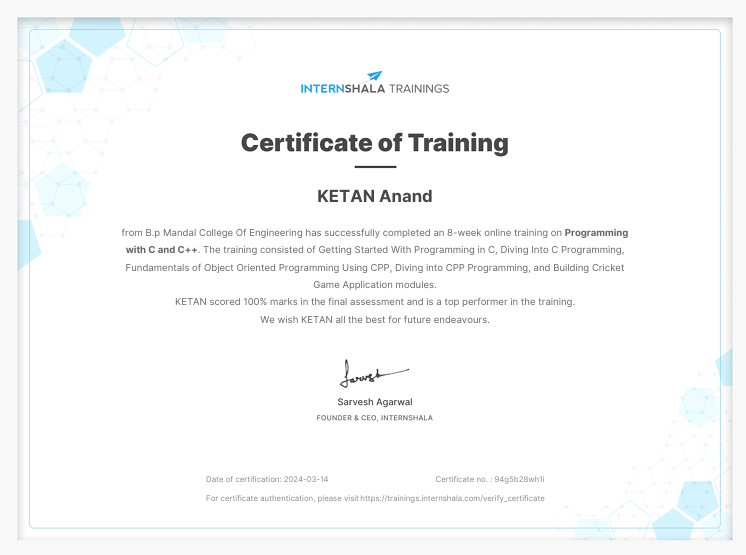 INTERNSHALA TRAININGS
Certificate of Training
KETAN Anand
from B.p Mandal College Of Engineering has successfully completed an 8-week online training on Programming
with C and C++. The training consisted of Getting Started With Programming in C, Diving Into C Programming,
Fundamentals of Object Oriented Programming Using CPP, Diving into CPP Programming, and Building Cricket
Game Application modules.
KETAN scored 100% marks in the final assessment and is a top performer in the training.
We wish KETAN all the best for future endeavours.
Sarvesh
Sarvesh Agarwal
FOUNDER & CEO, INTERNSHALA
Date of certification: 2024-03-14 Certificate no. : 94g5b28wh1i
For certificate authentication, please visit https://trainings.internshala.com/verify_certificate